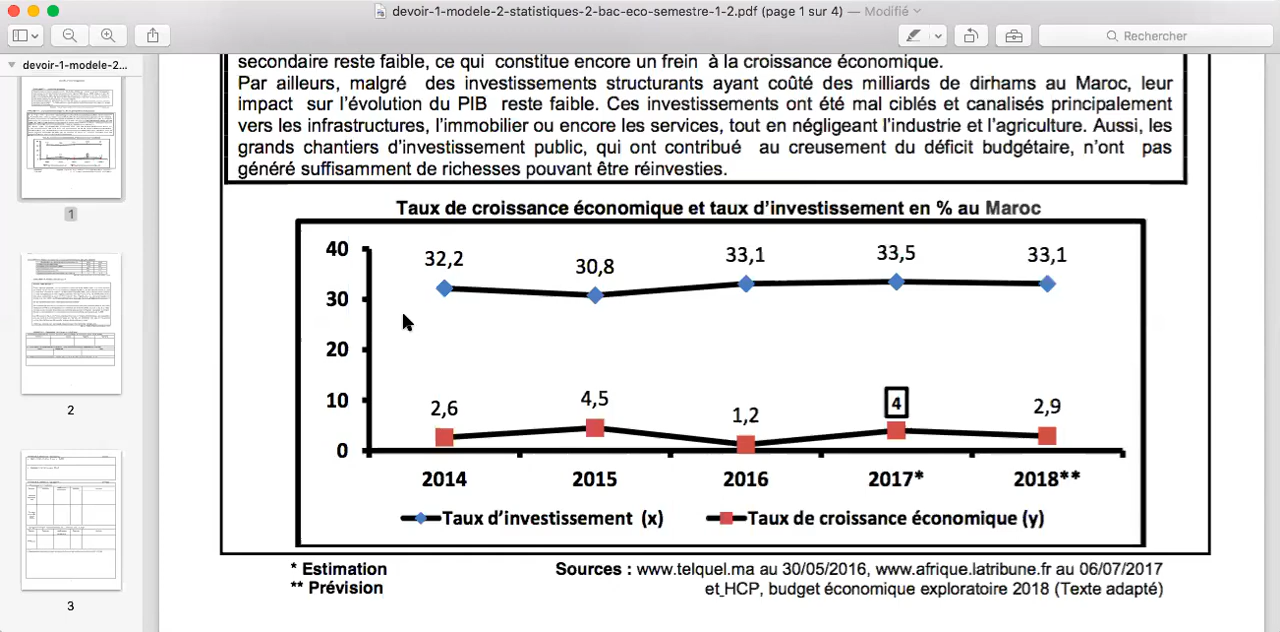 devoir-1-modele-2-statistiques-2-bac-eco-semestre-1-2.pdf (page 1 sur 4) — Modifié
Rechercher
devoir-1-modele-2...
1
2
3
secondaire reste faible, ce qui constitue encore un frein à la croissance économique.
Par ailleurs, malgré des investissements structurants ayant coûté des milliards de dirhams au Maroc, leur
impact sur l'évolution du PIB reste faible. Ces investissements ont été mal ciblés et canalisés principalement
vers les infrastructures, l'immobilier ou encore les services, tout en négligeant l'industrie et l'agriculture. Aussi, les
grands chantiers d'investissement public, qui ont contribué au creusement du déficit budgétaire, n'ont pas
généré suffisamment de richesses pouvant être réinvesties.
Taux de croissance économique et taux d'investissement en % au Maroc
40
30
20
10
0
32,2
30,8
33,1
33,5
33,1
2,6
4,5
1,2
4
2,9
2014
2015
2016
2017*
2018**
Taux d'investissement (x)
Taux de croissance économique (y)
* Estimation
** Prévision
Sources : www.telquel.ma au 30/05/2016, www.afrique.latribune.fr au 06/07/2017
et HCP, budget économique exploratoire 2018 (Texte adapté)